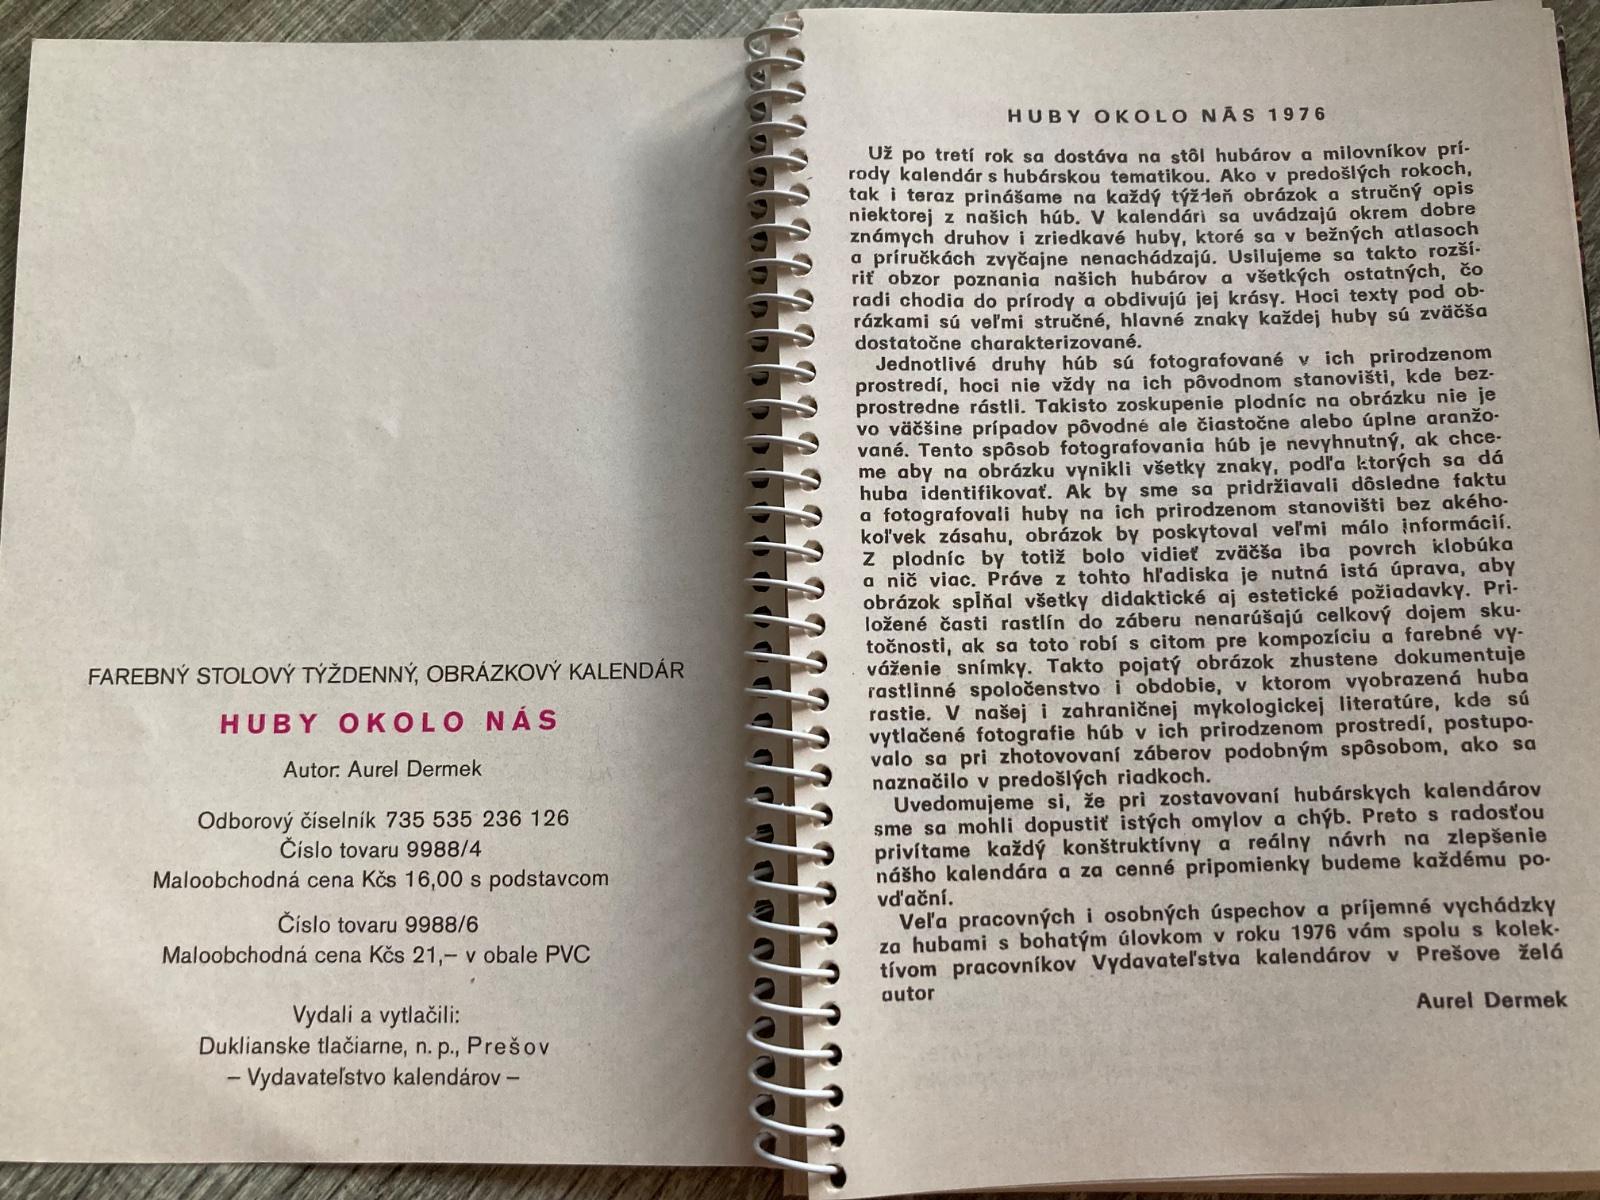 FAREBNÝ STOLOVÝ TÝŽDENNÝ, OBRÁZKOVÝ KALENDÁR
HUBY OKOLO NÁS
Autor: Aurel Dermek
Odborový číselník 735 535 236 126
Číslo tovaru 9988/4
Maloobchodná cena Kčs 16,00 s podstavcom
Číslo tovaru 9988/6
Maloobchodná cena Kčs 21,– v obale PVC
Vydali a vytlačili:
Duklianske tlačiarne, n. p., Prešov
– Vydavateľstvo kalendárov –
HUBY OKOLO NÁS 1976
Už po tretí rok sa dostáva na stôl hubárov a milovníkov prí-
rody kalendár s hubárskou tematikou. Ako v predošlých rokoch,
tak i teraz prinášame na každý týždeň obrázok a stručný opis
niektorej z našich húb. V kalendári sa uvádzajú okrem dobre
známych druhov i zriedkavé huby, ktoré sa v bežných atlasoch
a príručkách zvyčajne nenachádzajú. Usilujeme sa takto rozší-
riť obzor poznania našich hubárov a všetkých ostatných, čo
radi chodia do prírody a obdivujú jej krásy. Hoci texty pod ob-
rázkami sú veľmi stručné, hlavné znaky každej huby sú zväčša
dostatočne charakterizované.
Jednotlivé druhy húb sú fotografované v ich prirodzenom
prostredí, hoci nie vždy na ich pôvodnom stanovišti, kde bez-
prostredne rástli. Takisto zoskupenie plodníc na obrázku nie je
vo väčšine prípadov pôvodné ale čiastočne alebo úplne aranžo-
vané. Tento spôsob fotografovania húb je nevyhnutný, ak chce-
me aby na obrázku vynikli všetky znaky, podľa ktorých sa dá
huba identifikovať. Ak by sme sa pridržiavali dôsledne faktu
a fotografovali huby na ich prirodzenom stanovišti bez akého-
koľvek zásahu, obrázok by poskytoval veľmi málo informácií.
Z plodníc by totiž bolo vidieť zväčša iba povrch klobúka
a nič viac. Práve z tohto hľadiska je nutná istá úprava, aby
obrázok spĺňal všetky didaktické aj estetické požiadavky. Pri-
ložené časti rastlín do záberu nenarúšajú celkový dojem sku-
točnosti, ak sa toto robí s citom pre kompozíciu a farebné vy-
váženie snímky. Takto pojatý obrázok zhustene dokumentuje
rastlinné spoločenstvo i obdobie, v ktorom vyobrazená huba
rastie. V našej i zahraničnej mykologickej literatúre, kde sú
vytlačené fotografie húb v ich prirodzenom prostredí, postupo-
valo sa pri zhotovovaní záberov podobným spôsobom, ako sa
naznačilo v predošlých riadkoch.
Uvedomujeme si, že pri zostavovaní hubárskych kalendárov
sme sa mohli dopustiť istých omylov a chýb. Preto s radosťou
privítame každý konštruktívny a reálny návrh na zlepšenie
nášho kalendára a za cenné pripomienky budeme každému po-
vďační.
Veľa pracovných i osobných úspechov a príjemné vychádzky
za hubami s bohatým úlovkom v roku 1976 vám spolu s kolek-
tívom pracovníkov Vydavateľstva kalendárov v Prešove želá
autor
Aurel Dermek